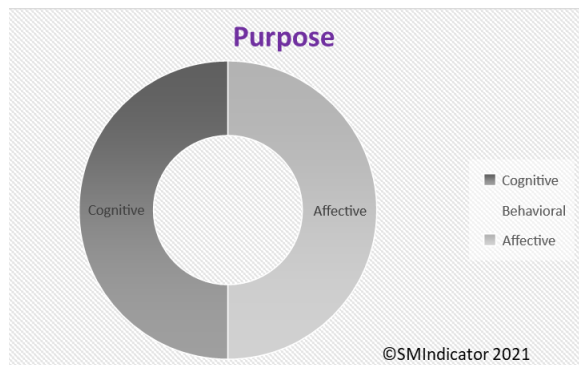 Purpose
Cognitive
Affective
Cognitive
Behavioral
Affective
©SMIndicator 2021